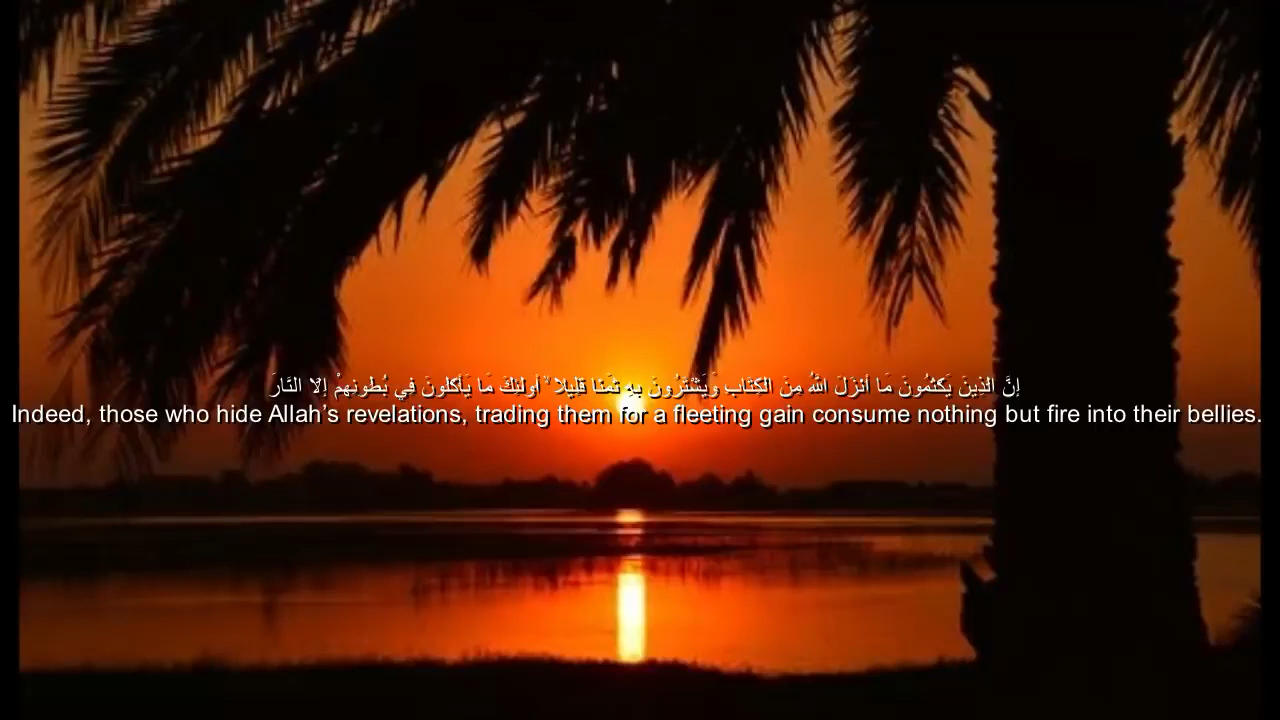 إِنَّ الَّذِينَ يَكْتُمُونَ مَا أَنزَلَ اللَّهُ مِنَ الْكِتَابِ وَيَشْتَرُونَ بِهِ ثَمَنًا قَلِيلًا ۙ أُولَٰئِكَ مَا يَأْكُلُونَ فِي بُطُونِهِمْ إِلَّا النَّارَ
Indeed, those who hide Allah’s revelations, trading them for a fleeting gain consume nothing but fire into their bellies.